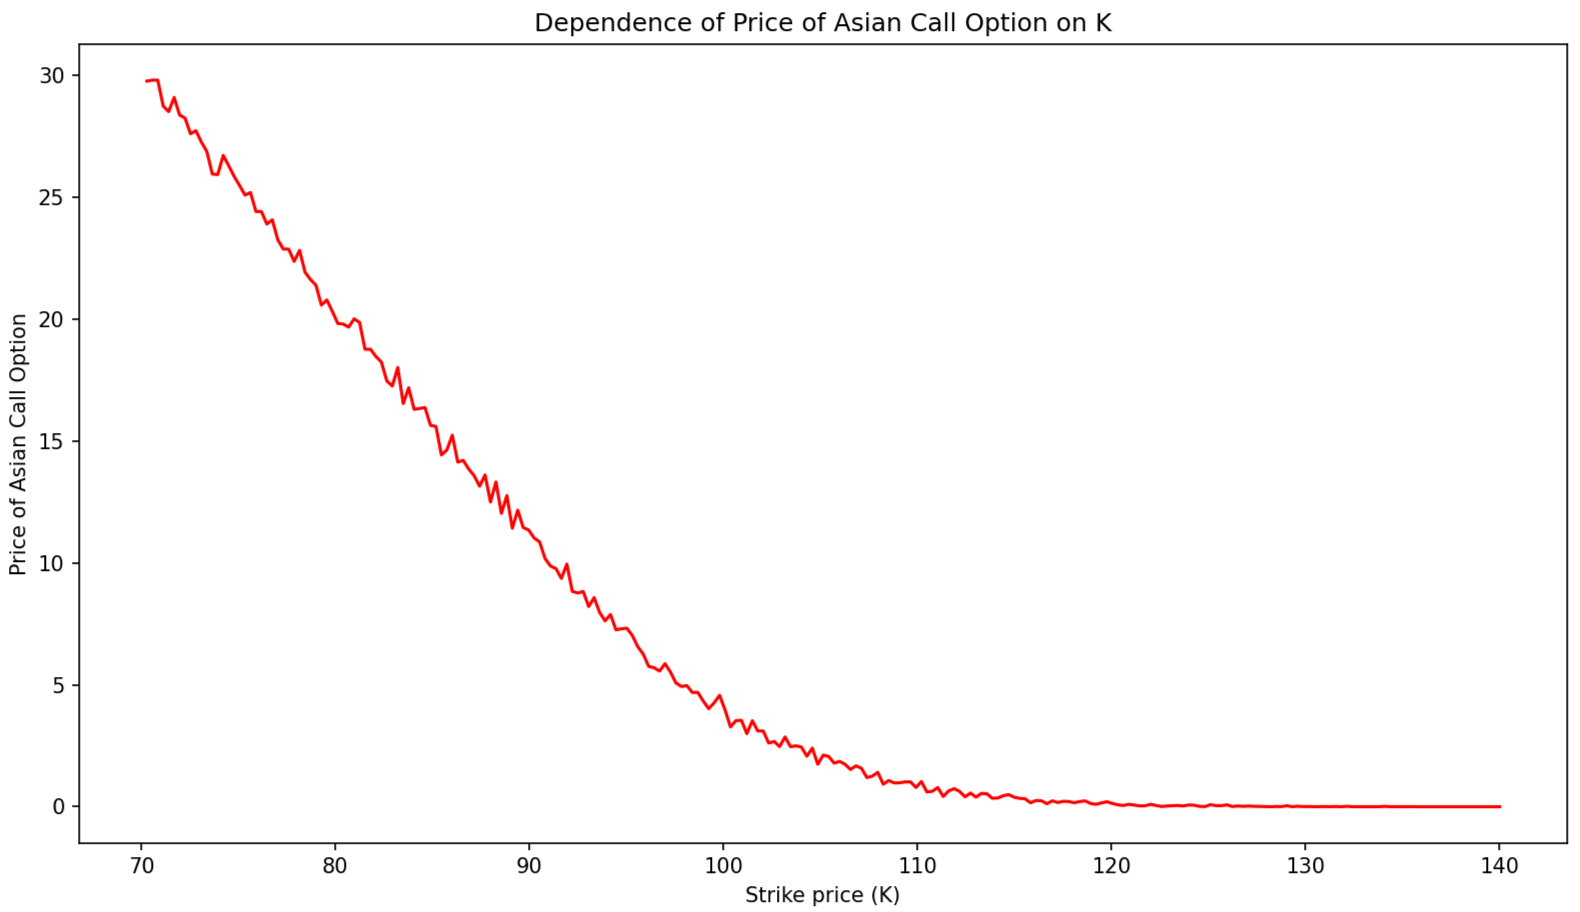 Dependence of Price of Asian Call Option on K
30
25
20
15
10
5
0
Price of Asian Call Option
70 80 90 100 110 120 130 140
Strike price (K)